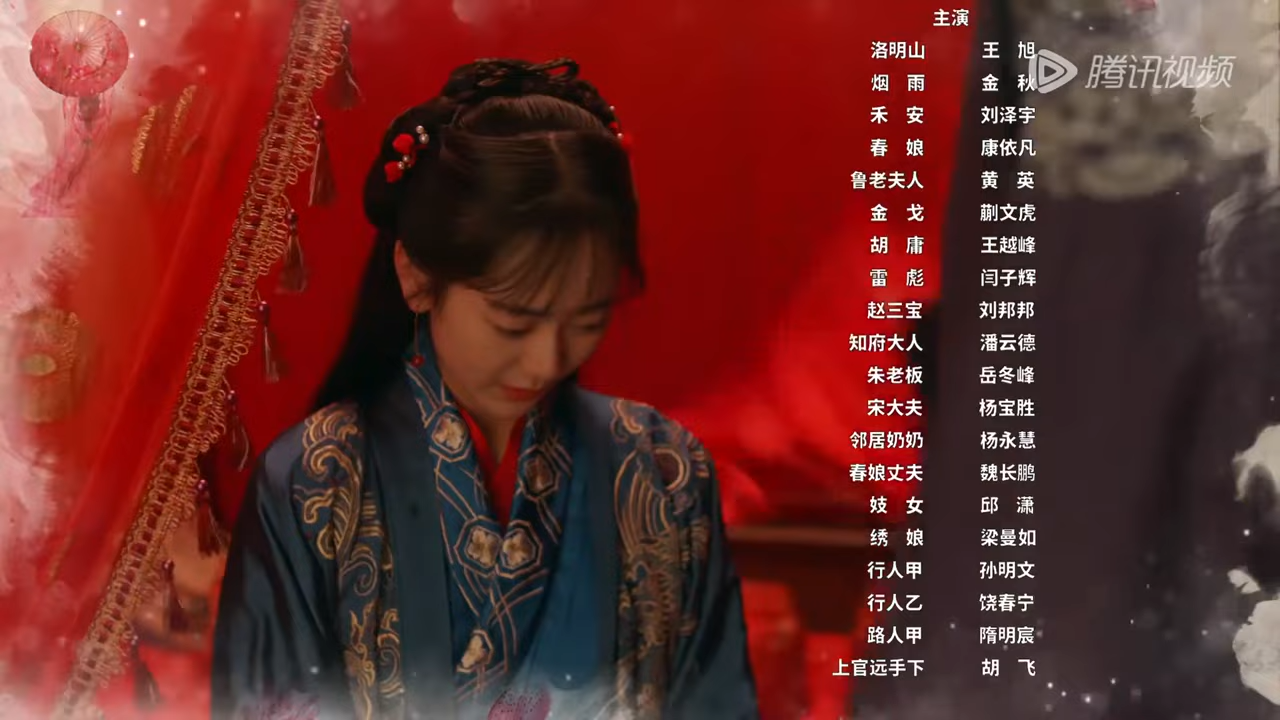 主演
洛明山 王 旭
腾讯视频
烟 雨 金 秋
禾 安 刘泽宇
春 娘 康依凡
鲁老夫人 黄 英
金 戈 蒯文虎
胡 庸 王越峰
雷 彪 闫子辉
赵三宝 刘邦邦
知府大人 潘云德
朱老板 岳冬峰
宋大夫 杨宝胜
邻居奶奶 杨永慧
春娘丈夫 魏长鹏
妓 女 邱 潇
绣 娘 梁曼如
行人甲 孙明文
行人乙 饶春宁
路人甲 隋明宸
上官远手下 胡 飞